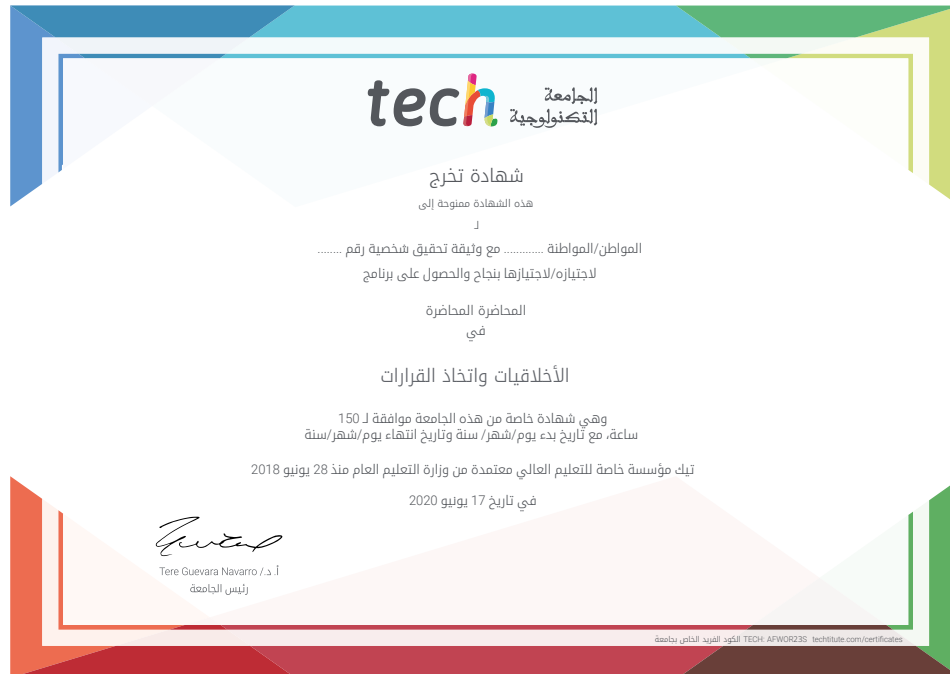 tech
الجامعة
التكنولوجية
شهادة تخرج
هذه الشهادة ممنوحة إلى
لـ
المواطن/المواطنة ............ مع وثيقة تحقيق شخصية رقم ........
لاجتيازه/لاجتيازها بنجاح والحصول على برنامج
المحاضرة المحاضرة
في
الأخلاقيات واتخاذ القرارات
وهي شهادة خاصة من هذه الجامعة موافقة لـ 150
ساعة، مع تاريخ بدء يوم/شهر/ سنة وتاريخ انتهاء يوم/شهر/سنة
تيك مؤسسة خاصة للتعليم العالي معتمدة من وزارة التعليم العام منذ 28 يونيو 2018
في تاريخ 17 يونيو 2020
أ. د./ Tere Guevara Navarro
رئيس الجامعة
الكود الفريد الخاص بجامعة TECH: AFWOR23S techtitute.com/certificates